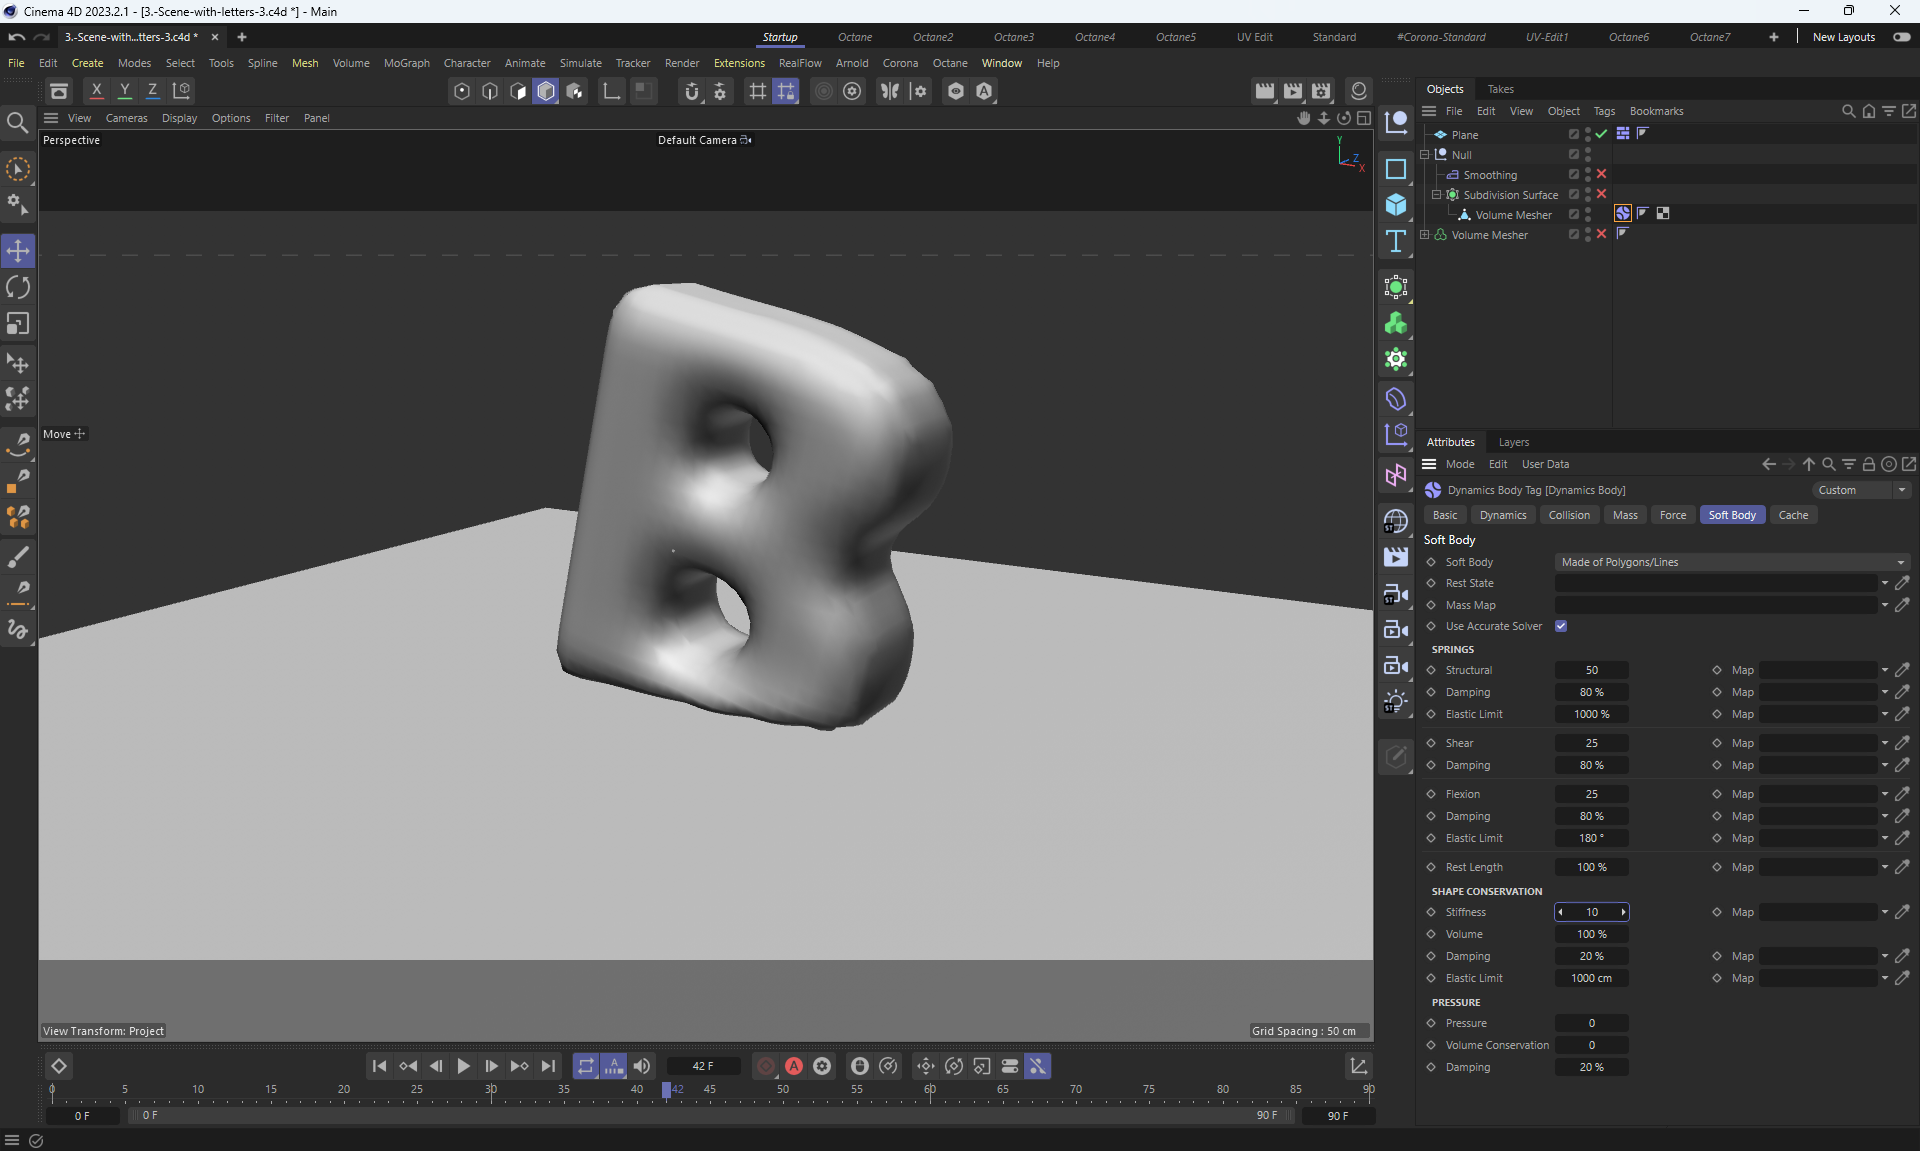 Cinema 4D 2023.2.1 - [3.-Scene-with-letters-3.c4d *] - Main
3.-Scene-with...tters-3.c4d *
Startup Octane Octane2 Octane3 Octane4 Octane5 UV Edit Standard #Corona-Standard UV-Edit1 Octane6 Octane7 New Layouts
File Edit Create Modes Select Tools Spline Mesh Volume MoGraph Character Animate Simulate Tracker Render Extensions RealFlow Arnold Corona Octane Window Help
X Y Z
View Cameras Display Options Filter Panel
Perspective
Default Camera
Y
Z
X
Move
B
View Transform: Project
Grid Spacing : 50 cm
42 F
0 5 10 15 20 25 30 35 40 42 45 50 55 60 65 70 75 80 85 90
0 F
0 F
90 F
90 F
Objects Takes
File Edit View Object Tags Bookmarks
Plane
Null
Smoothing
Subdivision Surface
Volume Mesher
Volume Mesher
Attributes Layers
Mode Edit User Data
Dynamics Body Tag [Dynamics Body]
Custom
Basic Dynamics Collision Mass Force Soft Body Cache
Soft Body
Soft Body Made of Polygons/Lines
Rest State
Mass Map
Use Accurate Solver
SPRINGS
Structural 50 Map
Damping 80 % Map
Elastic Limit 1000 % Map
Shear 25 Map
Damping 80 % Map
Flexion 25 Map
Damping 80 % Map
Elastic Limit 180 ° Map
Rest Length 100 % Map
SHAPE CONSERVATION
Stiffness 10 Map
Volume 100 %
Damping 20 % Map
Elastic Limit 1000 cm Map
PRESSURE
Pressure 0
Volume Conservation 0
Damping 20 %